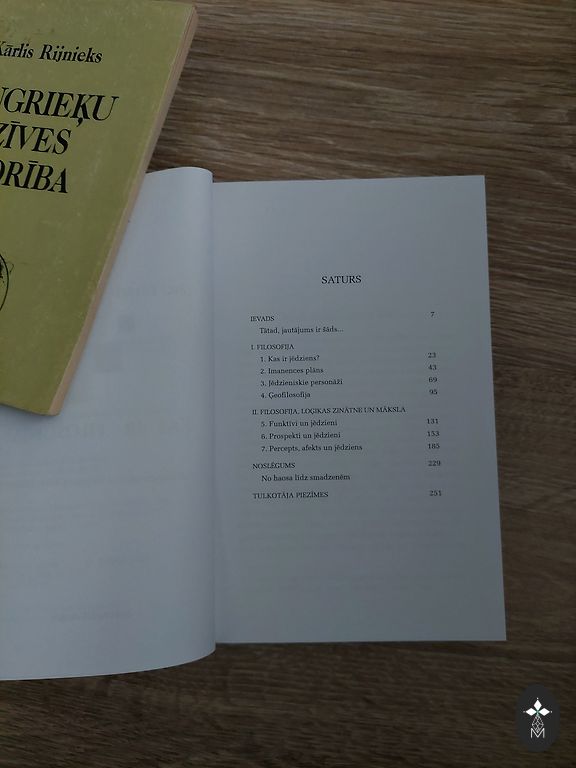 Kārlis Rijnieks
NGRIEĶU
ZĪVES
DRĪBA
SATURS
IEVADS 7
Tātad, jautājums ir šāds...
I. FILOSOFIJA
1. Kas ir jēdziens? 23
2. Imanences plāns 43
3. Jēdzieniskie personāži 69
4. Ģeofilosofija 95
II. FILOSOFIJA, LOĢIKAS ZINĀTNE UN MĀKSLA
5. Funktīvi un jēdzieni 131
6. Prospekti un jēdzieni 153
7. Percepts, afekts un jēdziens 185
NOSLĒGUMS 229
No haosa līdz smadzenēm
TULKOTĀJA PIEZĪMES 251
M